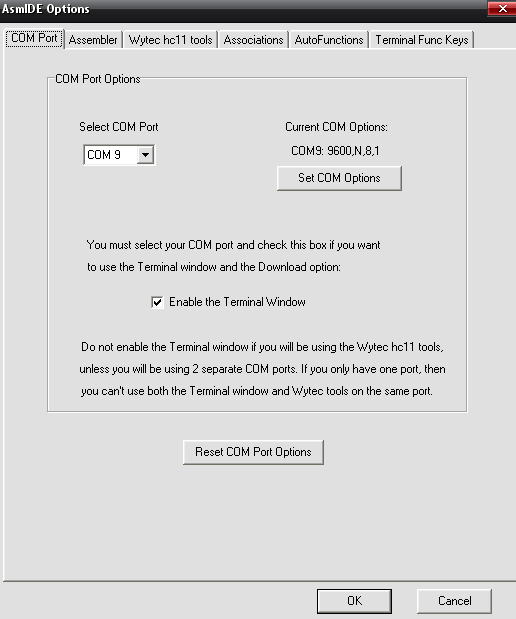 AsmIDE Options
COM Port Assembler Wytec hc11 tools Associations AutoFunctions Terminal Func Keys
COM Port Options
Select COM Port
Current COM Options:
COM 9
COM9: 9600,N,8,1
Set COM Options
You must select your COM port and check this box if you want
to use the Terminal window and the Download option:
Enable the Terminal Window
Do not enable the Terminal window if you will be using the Wytec hc11 tools,
unless you will be using 2 separate COM ports. If you only have one port, then
you can't use both the Terminal window and Wytec tools on the same port.
Reset COM Port Options
OK
Cancel